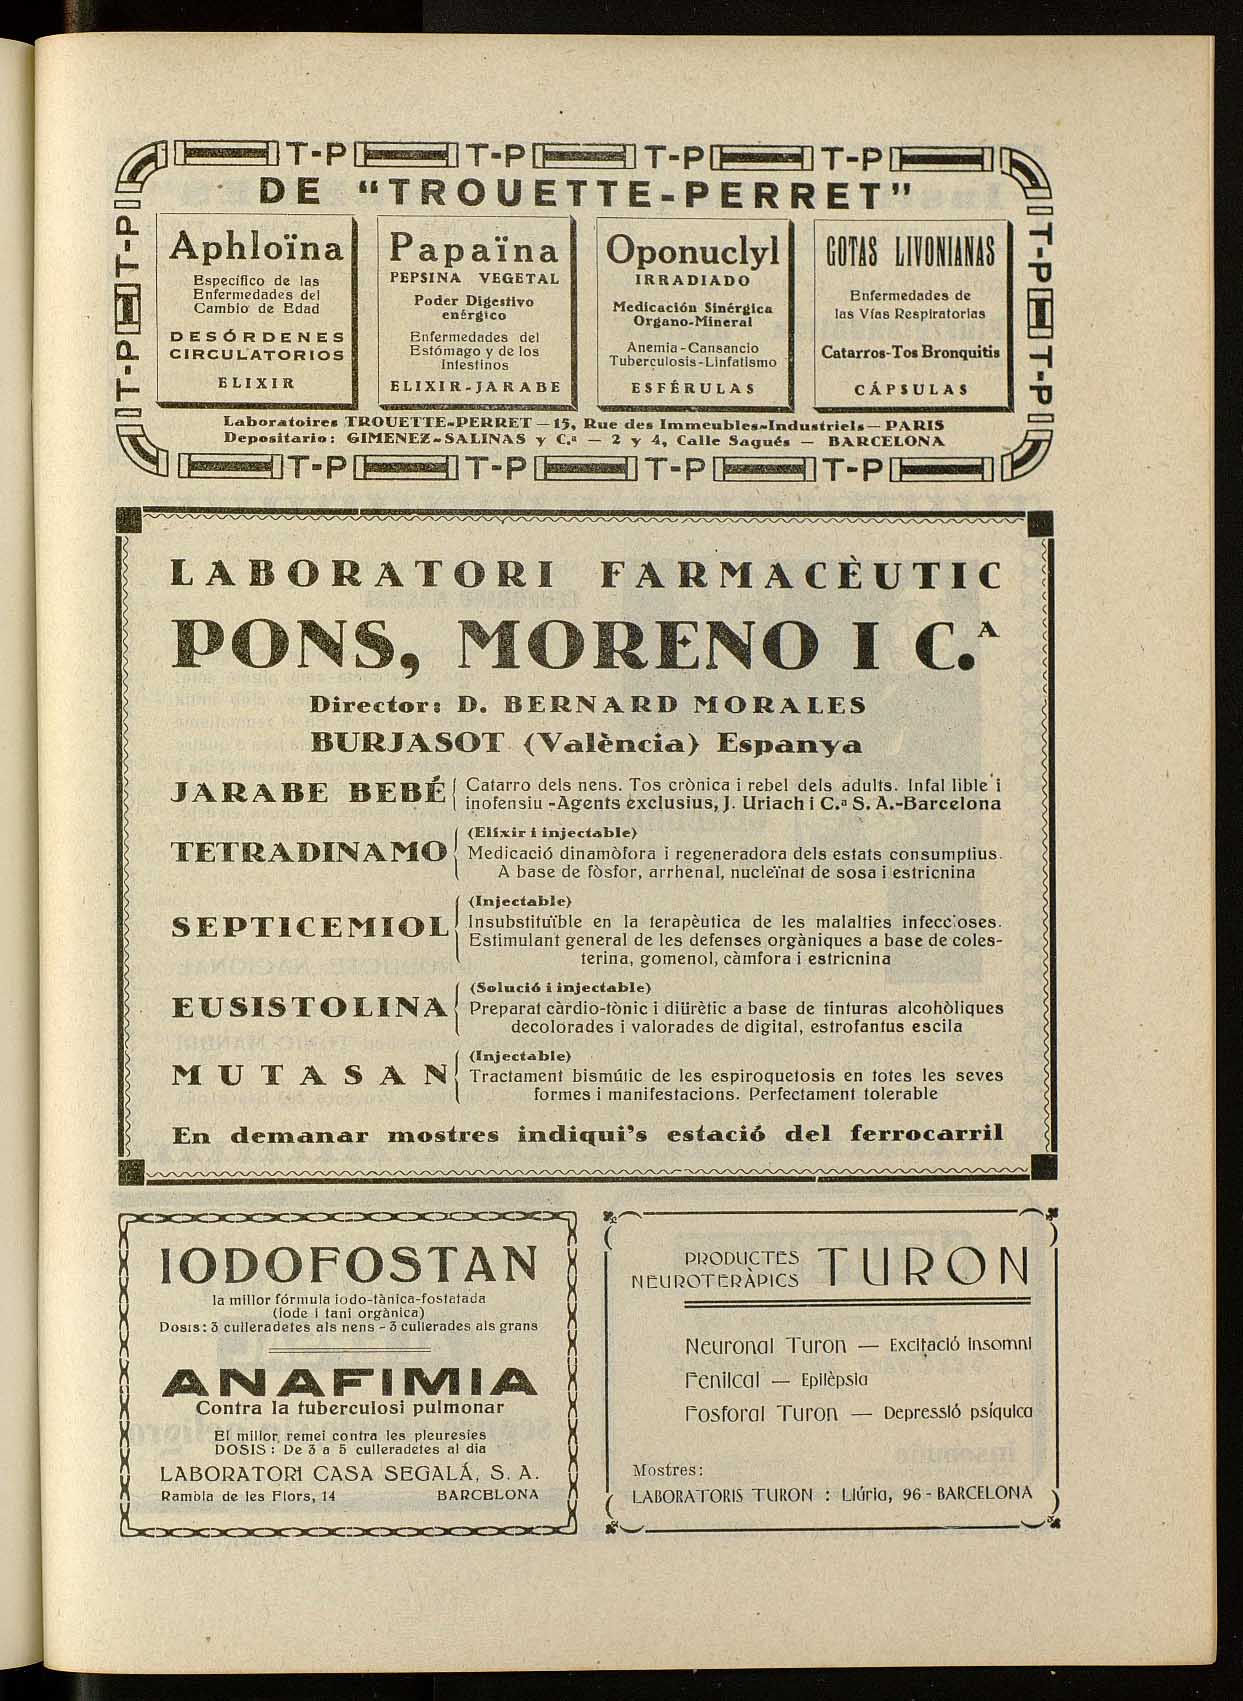 T-P T-P T-P T-P
DE "TROUETTE-PERRET"
T-P T-P
Aphloïna
Específico de las
Enfermedades del
Cambio de Edad
DESÓRDENES
CIRCULATORIOS
ELIXIR
Papaïna
PEPSINA VEGETAL
Poder Digestivo
enérgico
Enfermedades del
Estómago y de los
Intestinos
ELIXIR-JARABE
Oponuclyl
IRRADIADO
Medicación Sinérgica
Organo-Mineral
Anemia-Cansancio
Tuberculosis-Linfatismo
ESFÉRULAS
GOTAS LIVONIANAS
Enfermedades de
las Vías Respiratorias
Catarros-Tos Bronquitis
CÁPSULAS
T-P T-P
Laboratoires TROUETTE-PERRET — 15, Rue des Immeubles-Industriels — PARIS
Depositario: GIMENEZ-SALINAS y C.ª — 2 y 4, Calle Sagués — BARCELONA
T-P T-P T-P T-P
LABORATORI FARMACÈUTIC
PONS, MORENO I C.ª
Director: D. BERNARD MORALES
BURJASOT (València) Espanya
JARABE BEBÉ
Catarro dels nens. Tos crònica i rebel dels adults. Infal lible i
inofensiu - Agents exclusius, J. Uriach i C.ª S. A.-Barcelona
TETRADINAMO
(Elíxir i injectable)
Medicació dinamòfora i regeneradora dels estats consumptius.
A base de fòsfor, arrhenal, nucleïnat de sosa i estricnina
SEPTICEMIOL
(Injectable)
Insubstituïble en la terapèutica de les malalties infeccioses.
Estimulant general de les defenses orgàniques a base de coles-
terina, gomenol, càmfora i estricnina
EUSISTOLINA
(Solució i injectable)
Preparat càrdio-tònic i diürètic a base de tintures alcohòliques
decolorades i valorades de digital, estrofantus escila
MUTASAN
(Injectable)
Tractament bismútic de les espiroquetosis en totes les seves
formes i manifestacions. Perfectament tolerable
En demanar mostres indiqui's estació del ferrocarril
IODOFOSTAN
la millor fórmula iodo-tànica-fostatada
(iode i taní orgànica)
Dosis: 3 culleradetes als nens - 3 cullerades als grans
ANAFIMIA
Contra la tuberculosi pulmonar
El millor remei contra les pleuresies
DOSIS: De 3 a 5 culleradetes al dia
LABORATORI CASA SEGALÁ, S. A.
Rambla de les Flors, 14 BARCELONA
PRODUCTES
NEUROTERÀPICS TURON
Neuronal Turon — Excitació Insomni
Fenilcal — Epilèpsia
Fosforal Turon — Depressió psíquica
Mostres:
LABORATORIS TURON : Llúria, 96 - BARCELONA